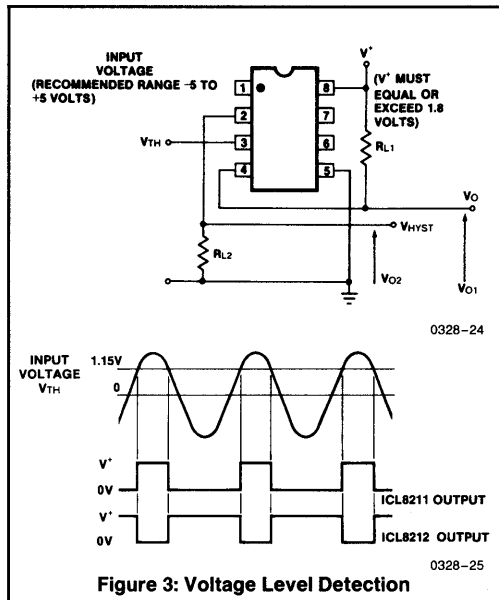 V⁺
INPUT
VOLTAGE
(RECOMMENDED RANGE -5 TO
+5 VOLTS)
(V⁺ MUST
EQUAL OR
EXCEED 1.8
VOLTS)
1
8
2
7
VTH
3
6
4
5
RL1
VO
VHYST
RL2
VO2
VO1
0328-24
INPUT
VOLTAGE
VTH
1.15V
0
V⁺
0V
ICL8211 OUTPUT
V⁺
0V
ICL8212 OUTPUT
0328-25
Figure 3: Voltage Level Detection